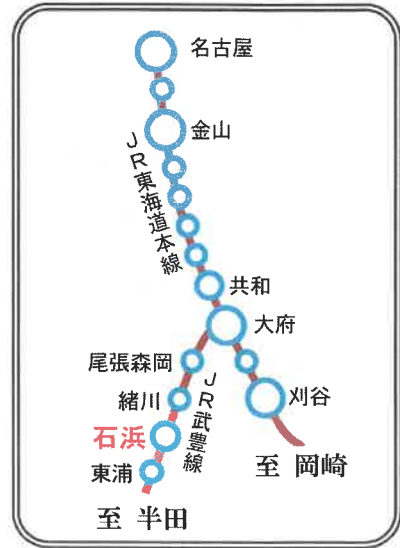 名古屋
金山
JR東海道本線
共和
大府
尾張森岡
JR武豊線
緒川
刈谷
石浜
東浦
至 岡崎
至 半田